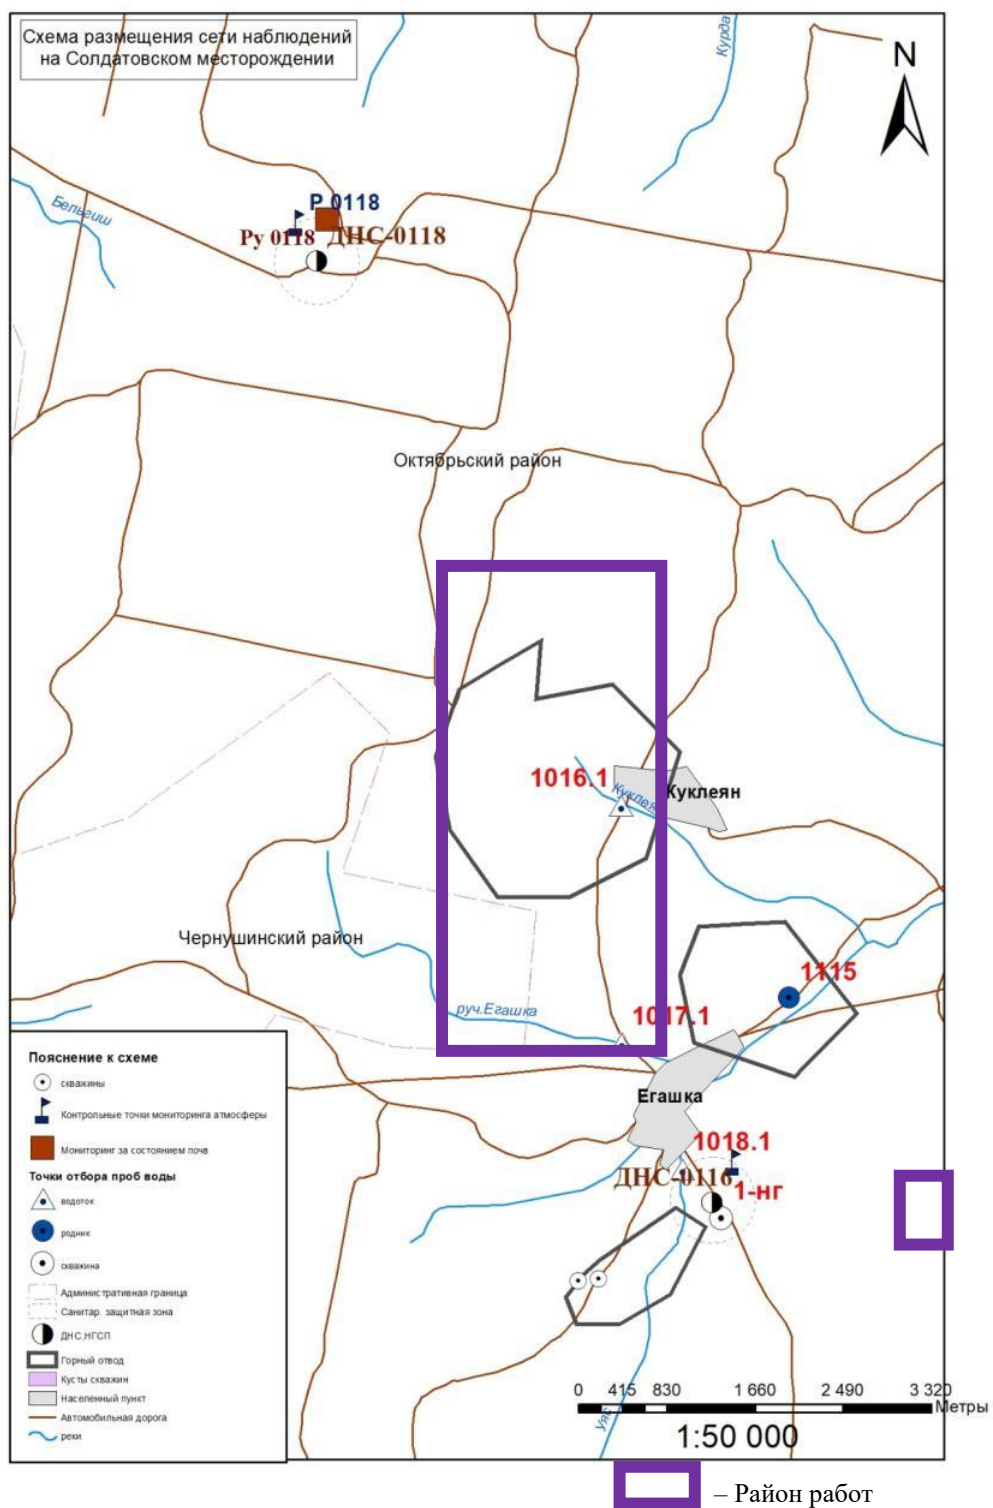 Схема размещения сети наблюдений
на Солдатовском месторождении
N
Курда
Бельгиш
Р 0118
Ру 0118
ДНС-0118
Октябрьский район
1016.1
Куклеян
Куклеян
Чернушинский район
1115
руч.Егашка
1017.1
Егашка
1018.1
ДНС-0116
1-нг
Пояснение к схеме
скважины
Контрольные точки мониторинга атмосферы
Мониторинг за состоянием почв
Точки отбора проб воды
водоток
родник
скважина
Административная граница
Санитар. защитная зона
ДНС,НГСП
Горный отвод
Кусты скважин
Населенный пункт
Автомобильная дорога
реки
0 415 830 1 660 2 490 3 320
Метры
1:50 000
Уяс
– Район работ